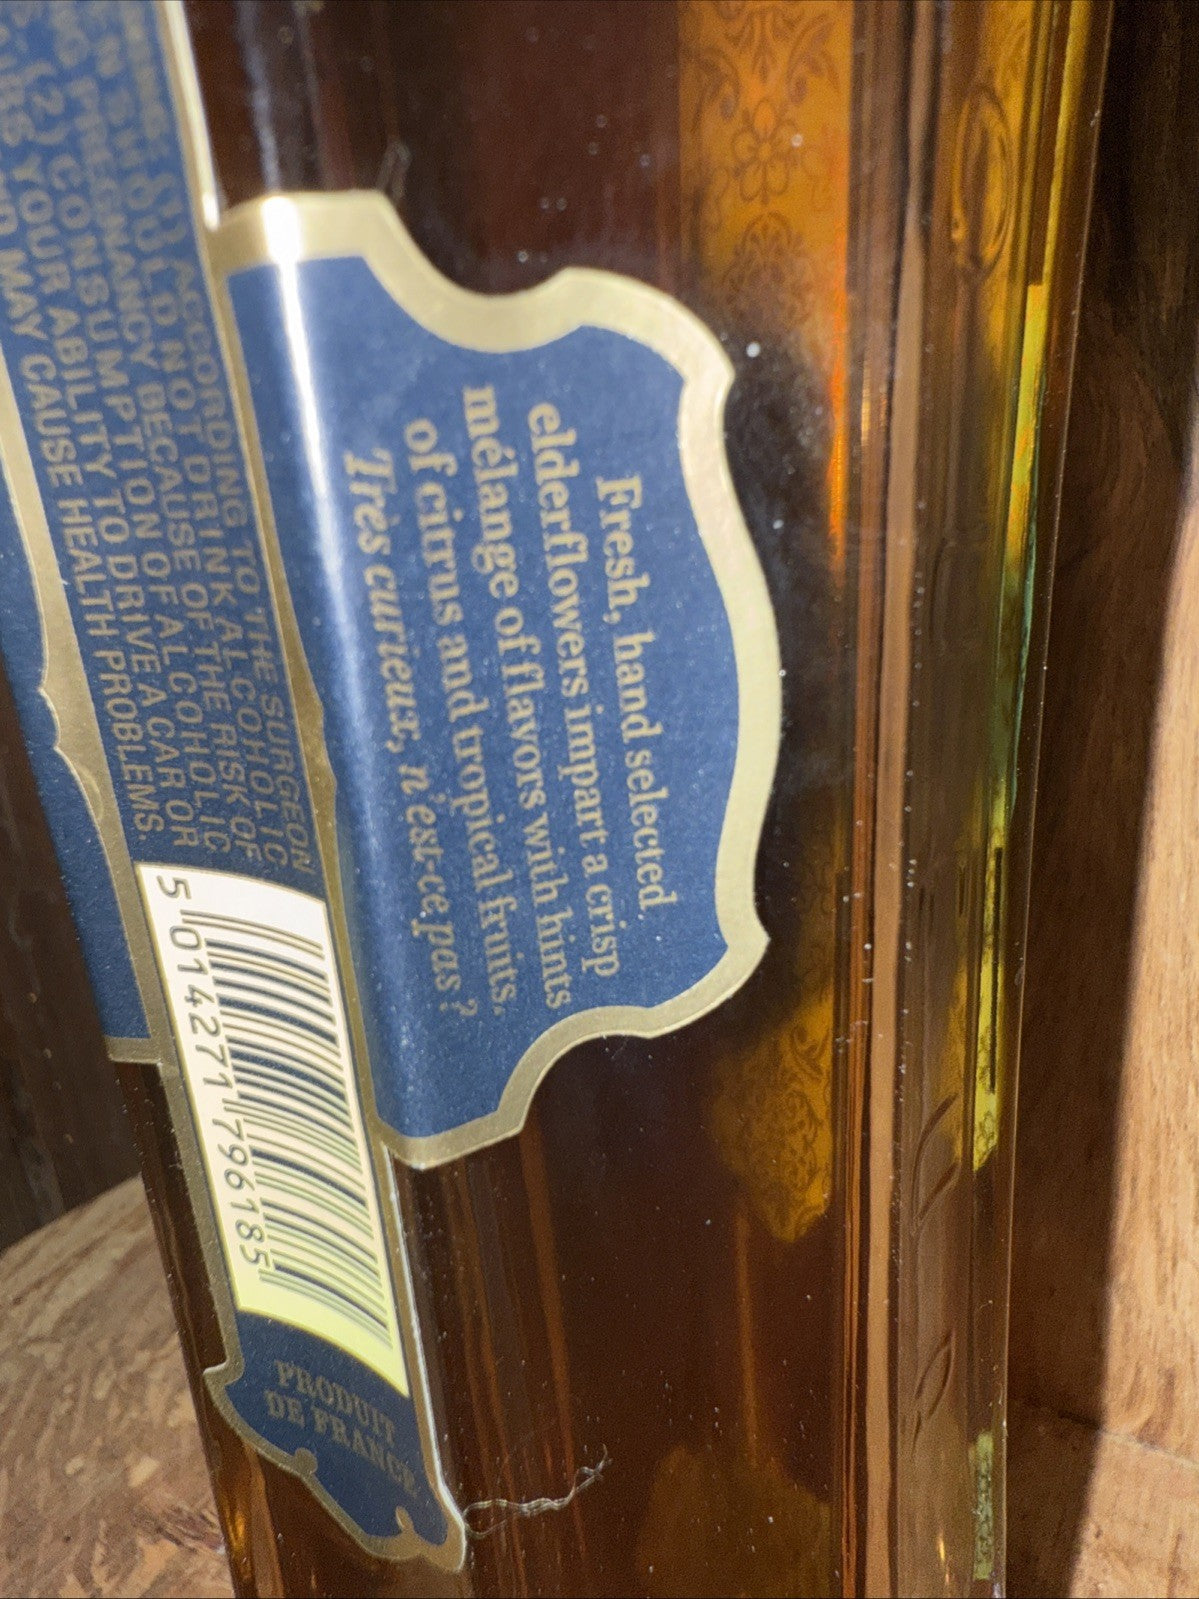 ACCORDING TO THE SURGEON
SHOULD NOT DRINK ALCOHOLIC
PREGNANCY BECAUSE OF THE RISK OF
(2) CONSUMPTION OF ALCOHOLIC
YOUR ABILITY TO DRIVE A CAR OR
MAY CAUSE HEALTH PROBLEMS.
Fresh, hand selected
elderflowers impart a crisp
mélange of flavors with hints
of citrus and tropical fruits.
Très curieux, n'est-ce pas?
5 014271 796185
PRODUIT
DE FRANCE